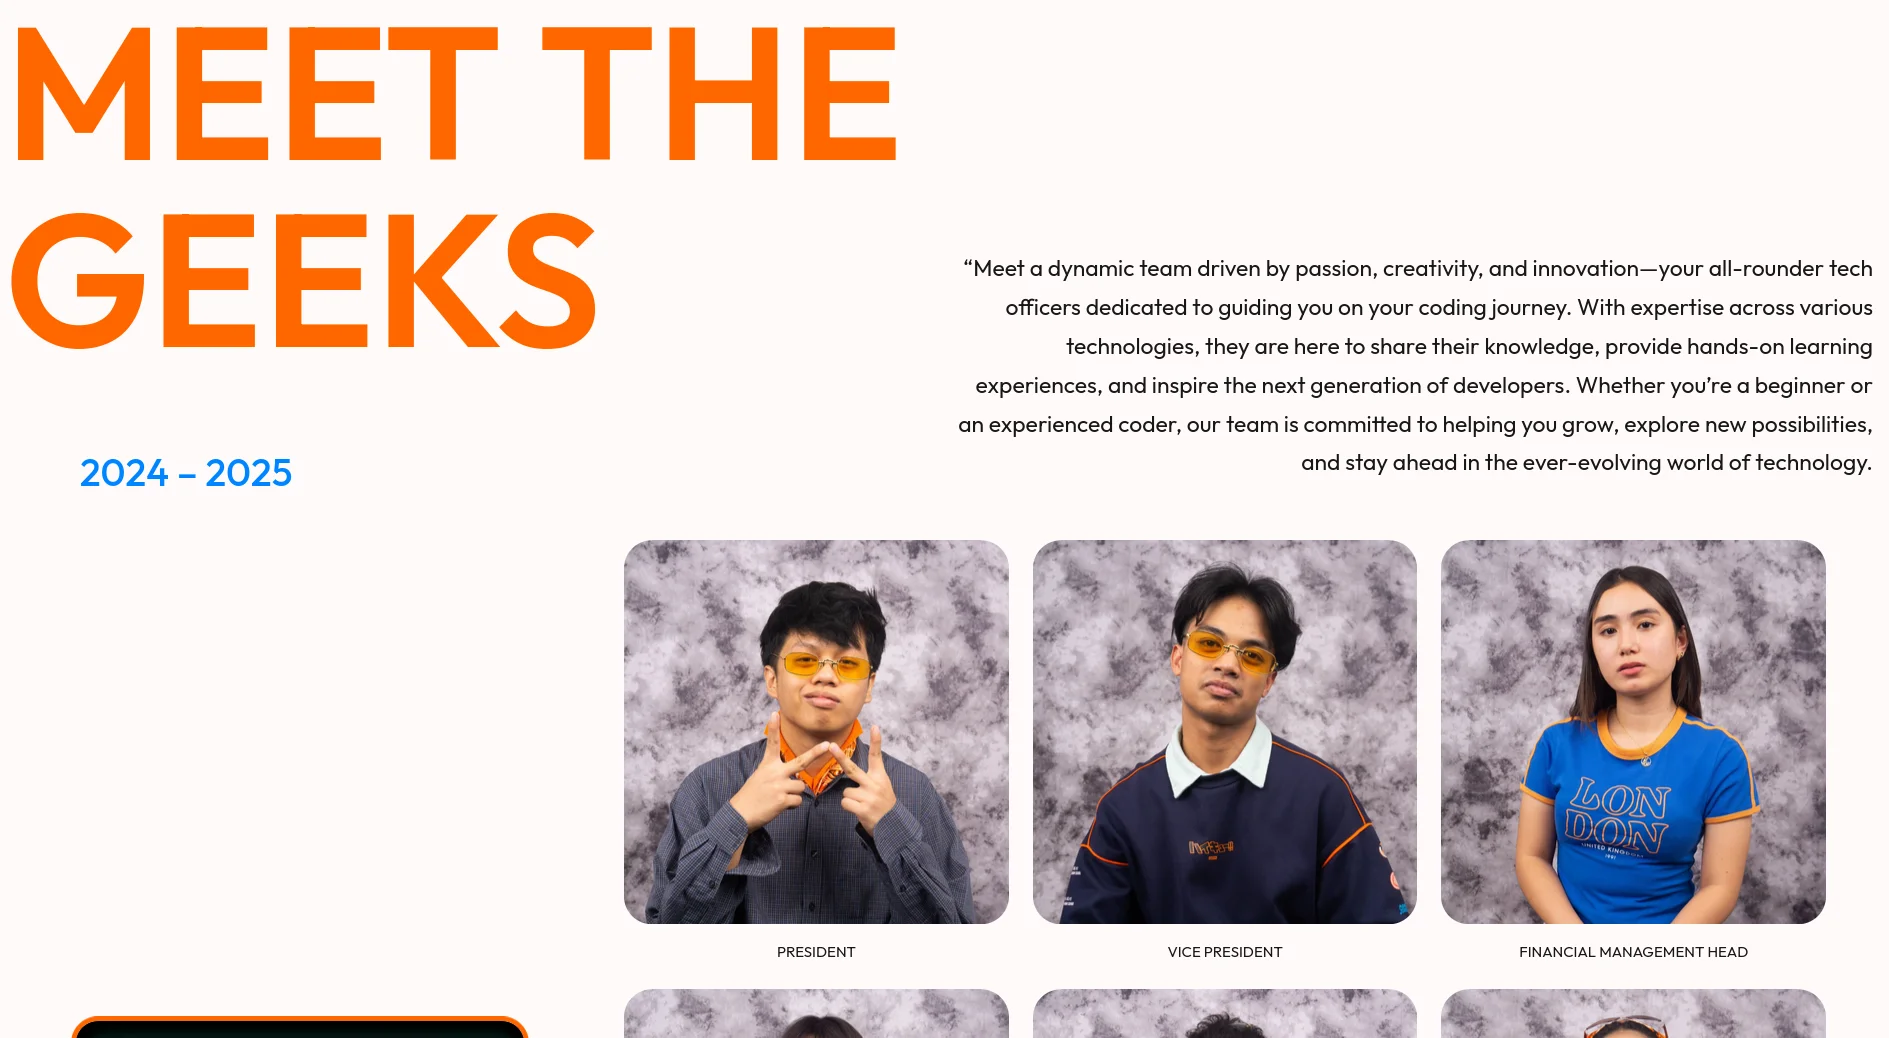 MEET THE
GEEKS
“Meet a dynamic team driven by passion, creativity, and innovation—your all-rounder tech
officers dedicated to guiding you on your coding journey. With expertise across various
technologies, they are here to share their knowledge, provide hands-on learning
experiences, and inspire the next generation of developers. Whether you’re a beginner or
an experienced coder, our team is committed to helping you grow, explore new possibilities,
and stay ahead in the ever-evolving world of technology.
2024 – 2025
LON
DON
UNITED KINGDOM
PRESIDENT
VICE PRESIDENT
FINANCIAL MANAGEMENT HEAD